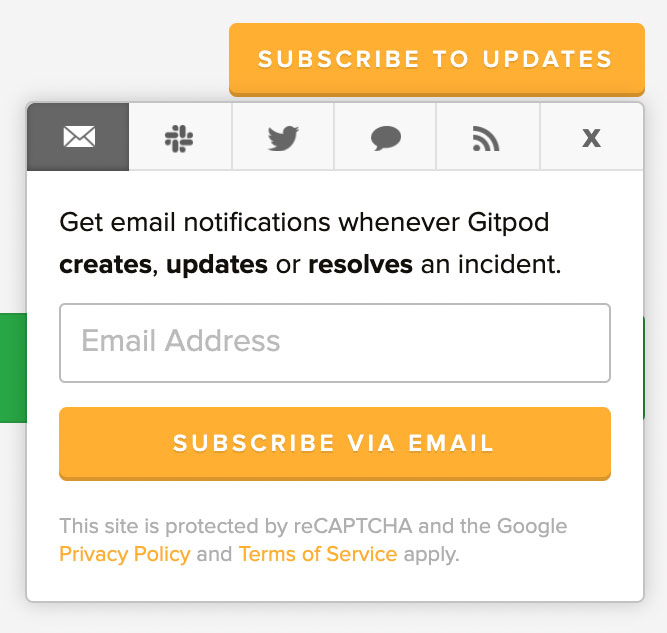 SUBSCRIBE TO UPDATES
X
Get email notifications whenever Gitpod
creates, updates or resolves an incident.
Email Address
SUBSCRIBE VIA EMAIL
This site is protected by reCAPTCHA and the Google
Privacy Policy and Terms of Service apply.